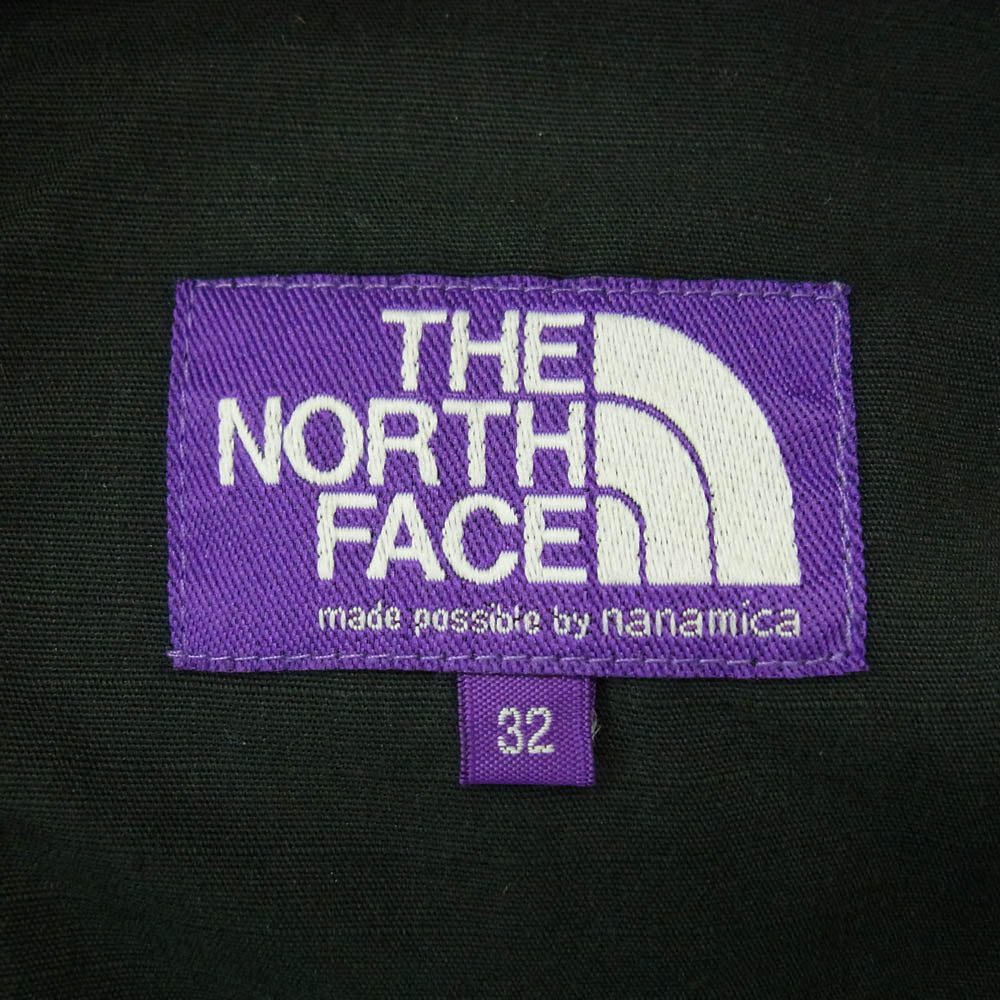 THE
NORTH
FACE
made possible by nanamica
32